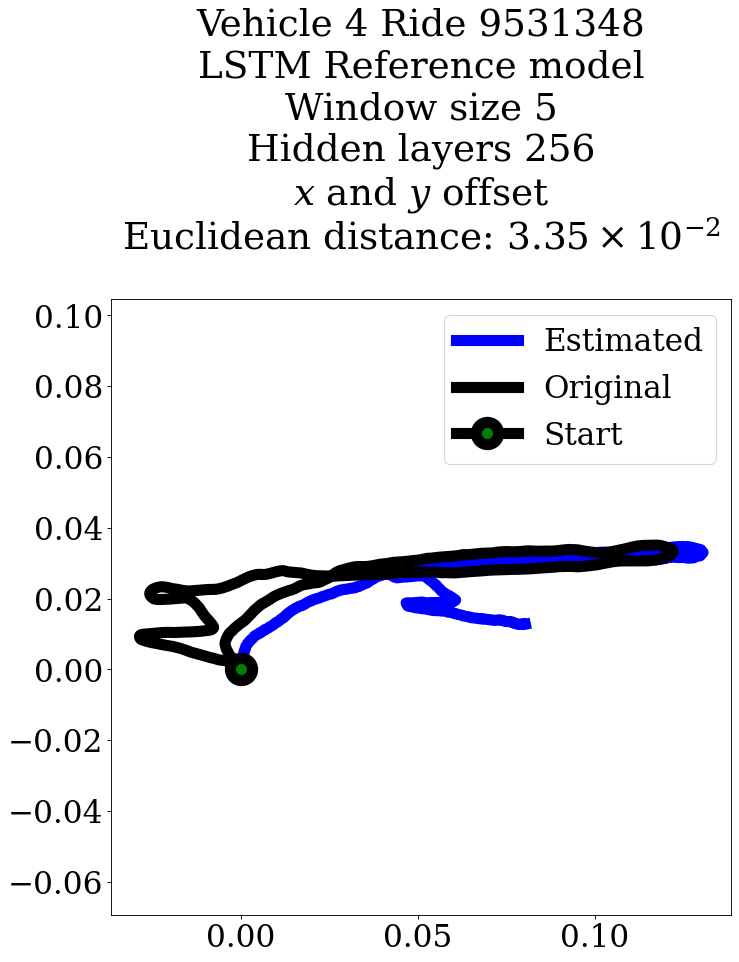 Vehicle 4 Ride 9531348
LSTM Reference model
Window size 5
Hidden layers 256
x and y offset
Euclidean distance: 3.35 × 10⁻²
Estimated
Original
Start
0.10
0.08
0.06
0.04
0.02
0.00
−0.02
−0.04
−0.06
0.00 0.05 0.10